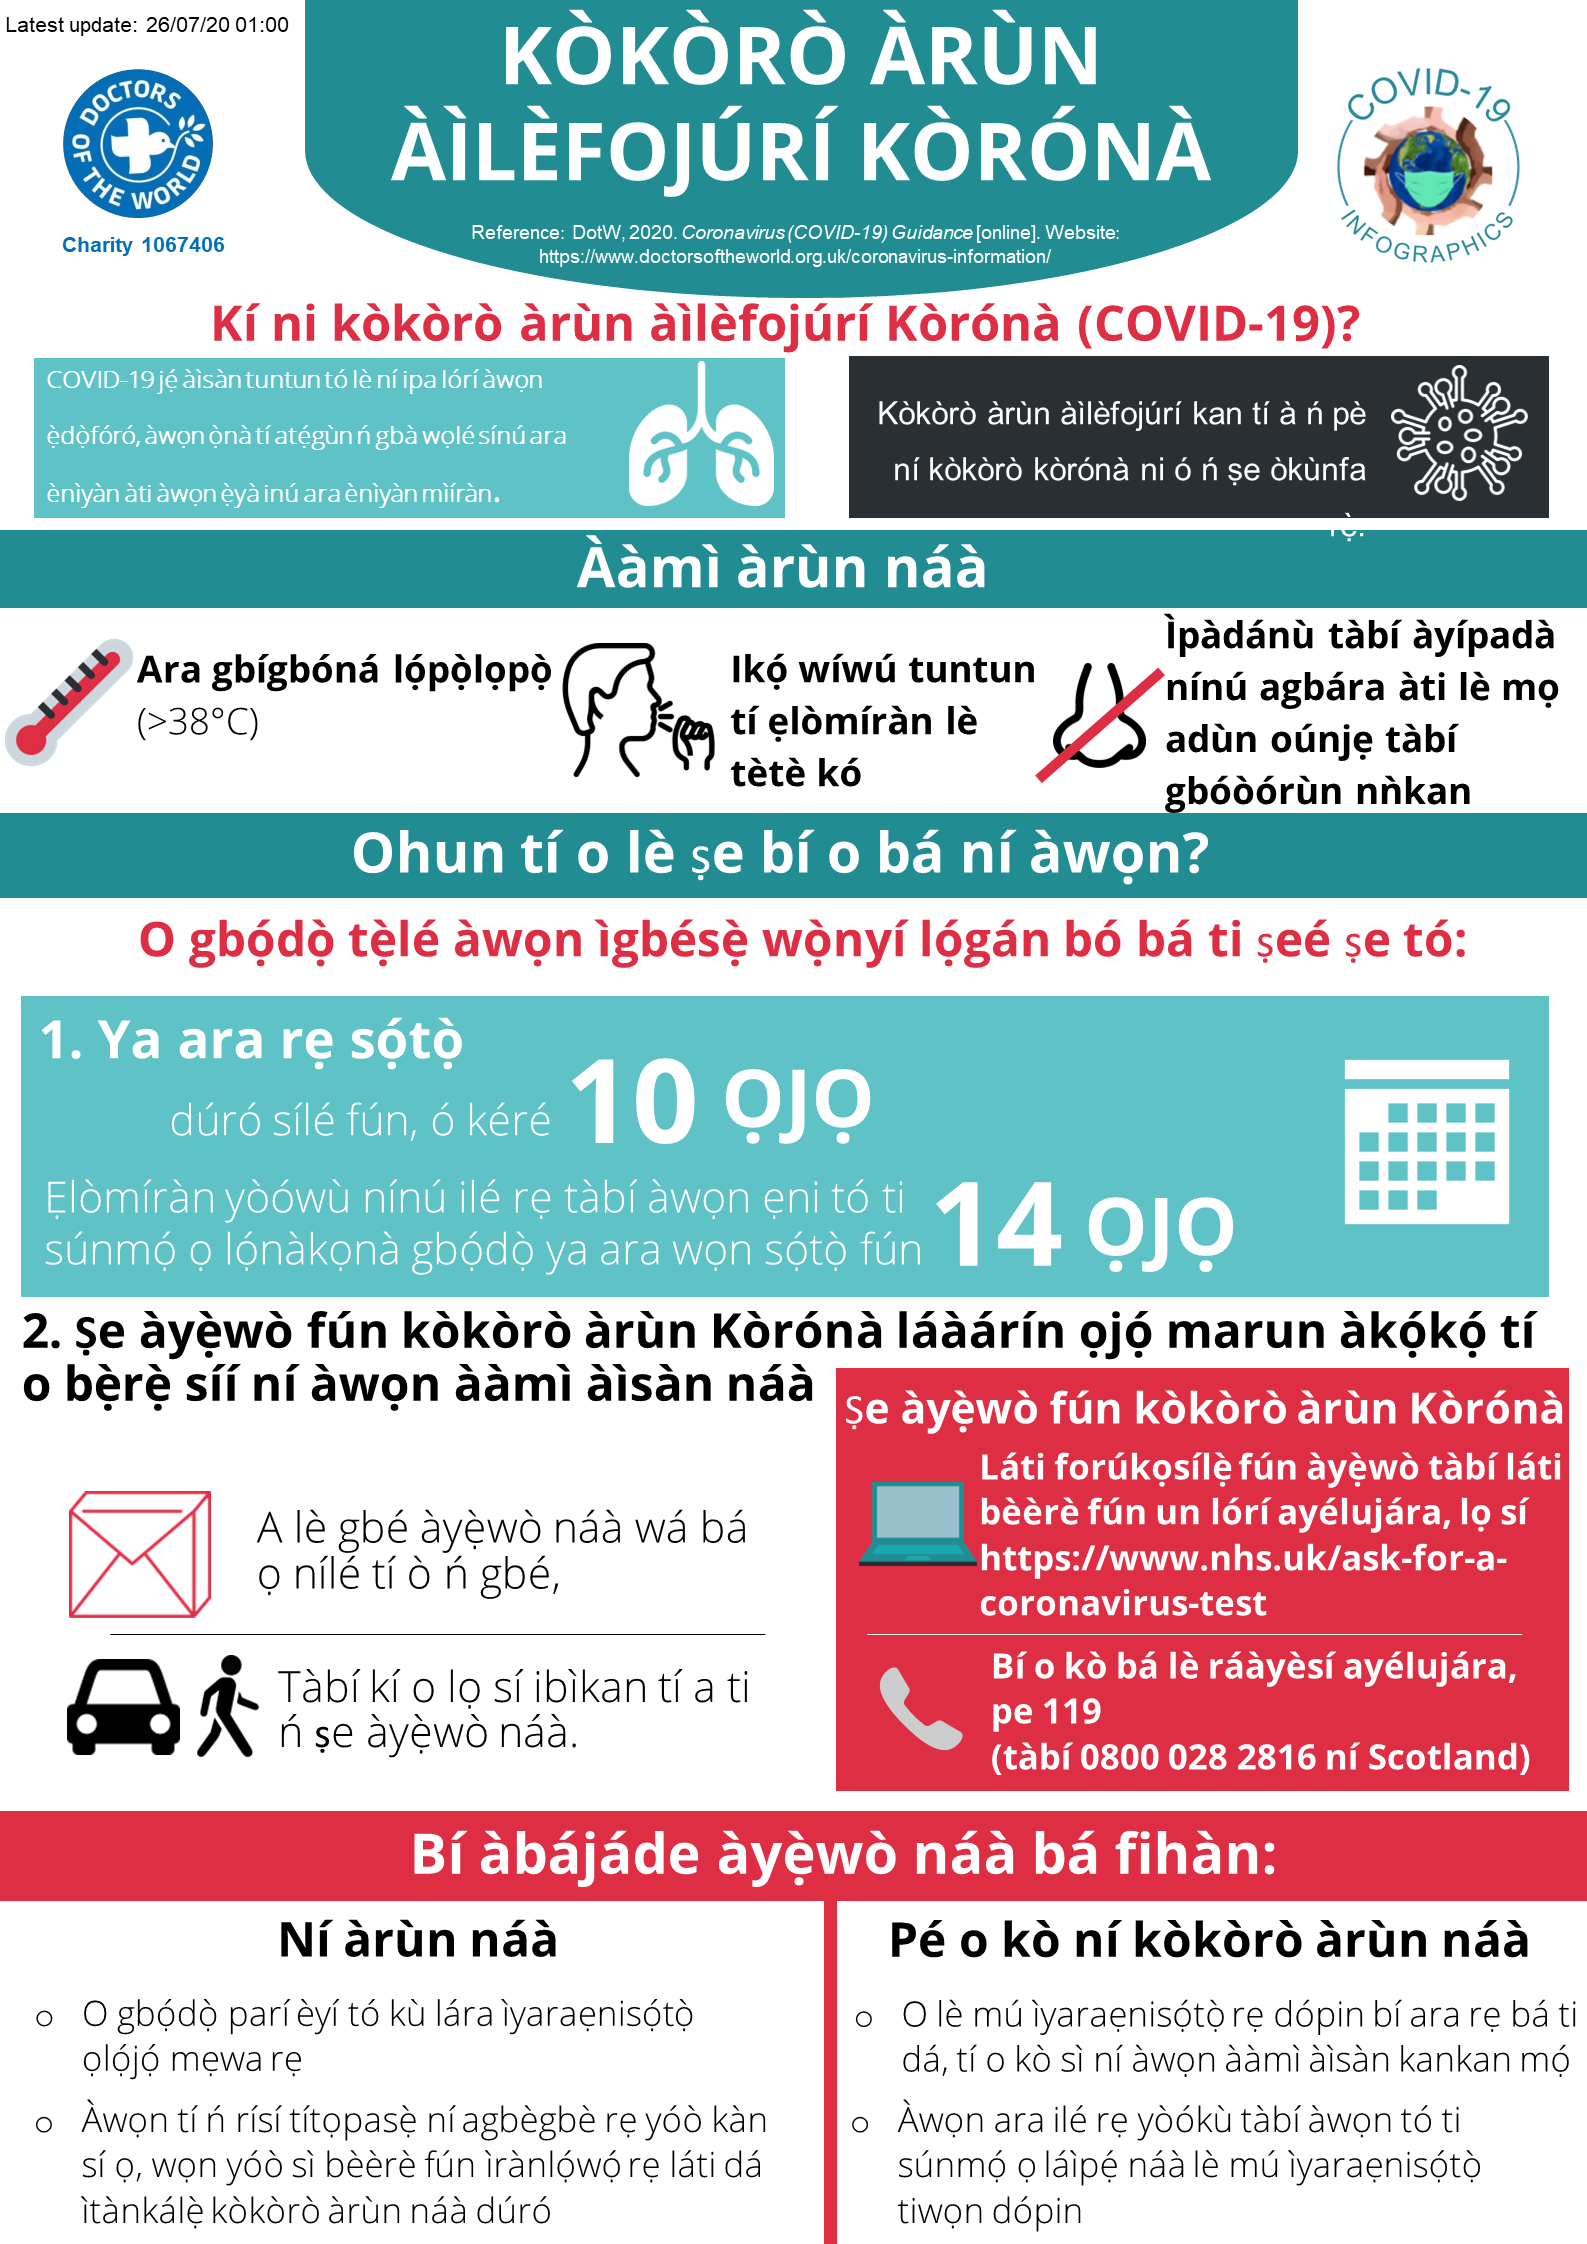 Latest update: 26/07/20 01:00
DOCTORS OF THE WORLD
Charity 1067406
KÒKÒRÒ ÀRÙN
ÀÌLÈFOJÚRÍ KÒRÓNÀ
Reference: DotW, 2020. Coronavirus (COVID-19) Guidance [online]. Website:
https://www.doctorsoftheworld.org.uk/coronavirus-information/
COVID-19
INFOGRAPHICS
Kí ni kòkòrò àrùn àìlèfojúrí Kòrónà (COVID-19)?
COVID-19 jẹ́ àìsàn tuntun tó lè ní ipa lórí àwọn
ẹ̀dọ̀fóró, àwọn ọ̀nà tí atẹ́gùn ń gbà wọlé sínú ara
ènìyàn àti àwọn ẹ̀yà inú ara ènìyàn mìíràn.
Kòkòrò àrùn àìlèfojúrí kan tí à ń pè
ní kòkòrò kòrónà ni ó ń ṣe òkùnfa
rẹ̀.
Ààmì àrùn náà
Ara gbígbóná lọ́pọ̀lọpọ̀
(>38°C)
Ikọ́ wíwú tuntun
tí ẹlòmíràn lè
tètè kó
Ìpàdánù tàbí àyípadà
nínú agbára àti lè mọ
adùn oúnjẹ tàbí
gbóòórùn nǹkan
Ohun tí o lè ṣe bí o bá ní àwọn?
O gbọ́dọ̀ tẹ̀lé àwọn ìgbésẹ̀ wọ̀nyí lọ́gán bó bá ti ṣeé ṣe tó:
1. Ya ara rẹ sọ́tọ̀
dúró sílé fún, ó kéré 10 ỌJỌ
Ẹlòmíràn yòówù nínú ilé rẹ tàbí àwọn ẹni tó ti
súnmọ́ ọ lọ́nàkọnà gbọ́dọ̀ ya ara wọn sọ́tọ̀ fún 14 ỌJỌ
2. Ṣe àyẹ̀wò fún kòkòrò àrùn Kòrónà láàárín ọjọ́ marun àkọ́kọ́ tí
o bẹ̀rẹ̀ síí ní àwọn ààmì àìsàn náà
A lè gbé àyẹ̀wò náà wá bá
ọ nílé tí ò ń gbé,
Tàbí kí o lọ sí ibìkan tí a ti
ń ṣe àyẹ̀wò náà.
Ṣe àyẹ̀wò fún kòkòrò àrùn Kòrónà
Láti forúkọsílẹ̀ fún àyẹ̀wò tàbí láti
bèèrè fún un lórí ayélujára, lọ sí
https://www.nhs.uk/ask-for-a-
coronavirus-test
Bí o kò bá lè ráàyèsí ayélujára,
pe 119
(tàbí 0800 028 2816 ní Scotland)
Bí àbájáde àyẹ̀wò náà bá fihàn:
Ní àrùn náà
o O gbọ́dọ̀ parí èyí tó kù lára ìyaraẹnisọ́tọ̀
ọlọ́jọ́ mẹwa rẹ
o Àwọn tí ń rísí títọpasẹ̀ ní agbègbè rẹ yóò kàn
sí ọ, wọn yóò sì bèèrè fún ìrànlọ́wọ́ rẹ láti dá
ìtànkálẹ̀ kòkòrò àrùn náà dúró
Pé o kò ní kòkòrò àrùn náà
o O lè mú ìyaraẹnisọ́tọ̀ rẹ dópin bí ara rẹ bá ti
dá, tí o kò sì ní àwọn ààmì àìsàn kankan mọ́
o Àwọn ara ilé rẹ yòókù tàbí àwọn tó ti
súnmọ́ ọ láìpẹ́ náà lè mú ìyaraẹnisọ́tọ̀
tiwọn dópin